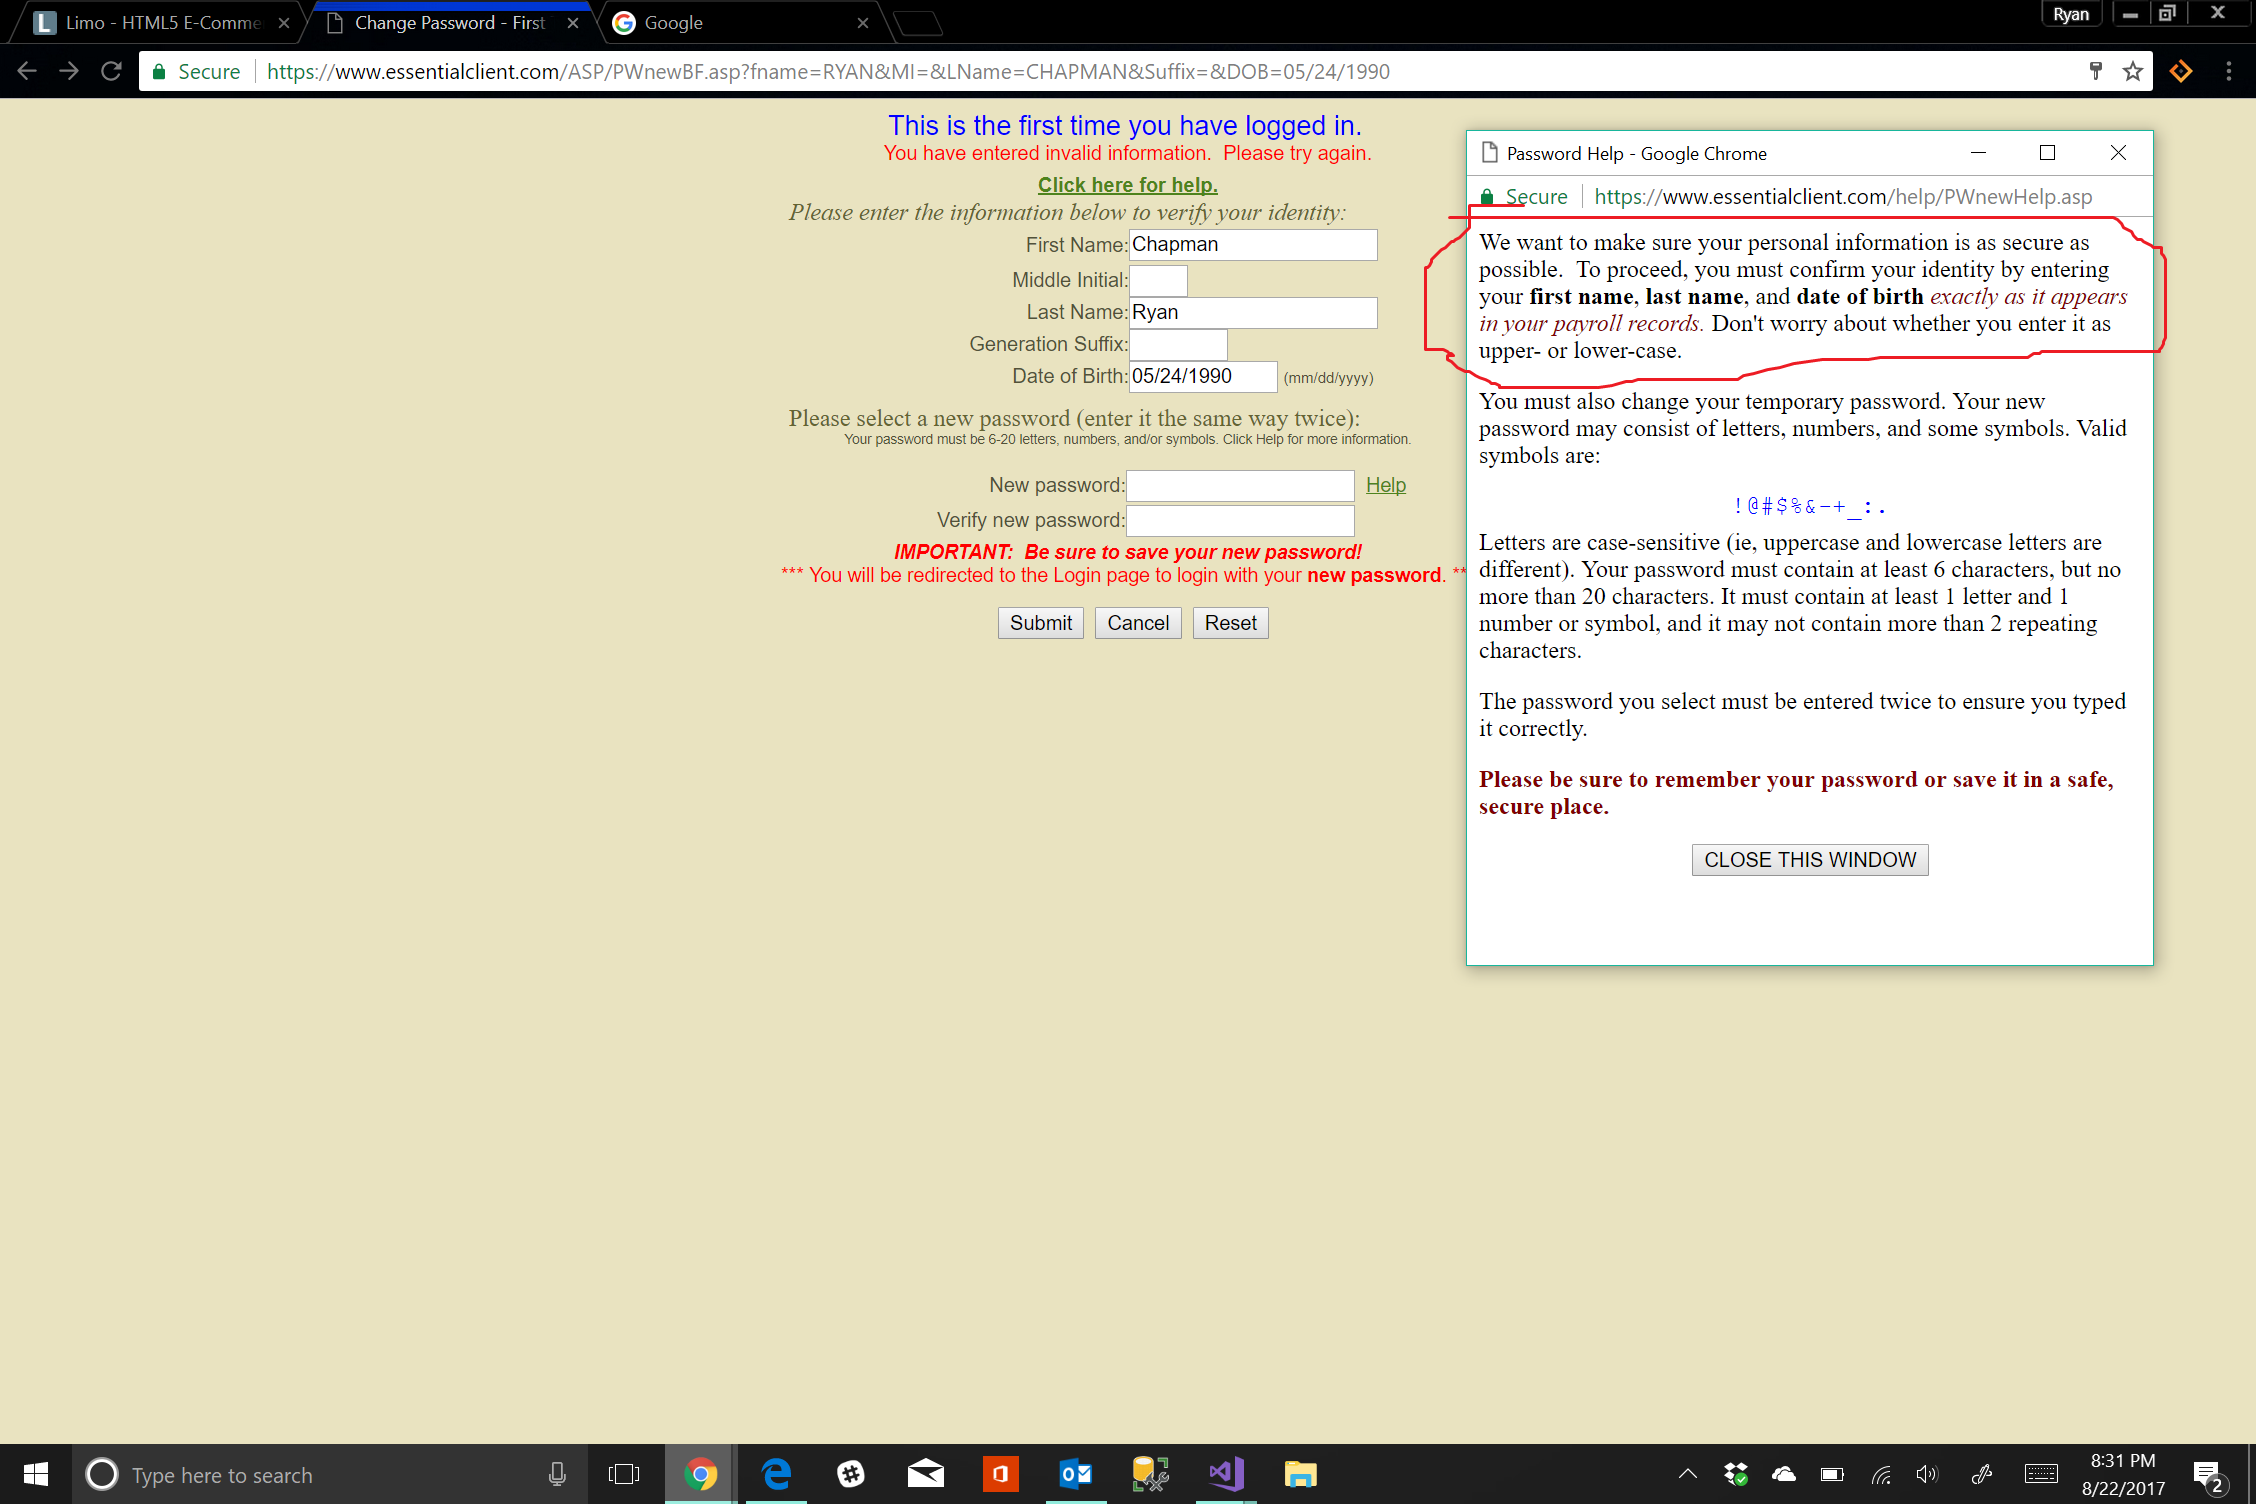 Limo - HTML5 E-Comme
Change Password - First
Google
Ryan
Secure https://www.essentialclient.com/ASP/PWnewBF.asp?fname=RYAN&MI=&LName=CHAPMAN&Suffix=&DOB=05/24/1990
This is the first time you have logged in.
You have entered invalid information.  Please try again.
Click here for help.
Please enter the information below to verify your identity:
First Name: Chapman
Middle Initial:
Last Name: Ryan
Generation Suffix:
Date of Birth: 05/24/1990 (mm/dd/yyyy)
Please select a new password (enter it the same way twice):
Your password must be 6-20 letters, numbers, and/or symbols. Click Help for more information.
New password: Help
Verify new password:
IMPORTANT:  Be sure to save your new password!
*** You will be redirected to the Login page to login with your new password. **
Submit Cancel Reset
Password Help - Google Chrome
Secure https://www.essentialclient.com/help/PWnewHelp.asp
We want to make sure your personal information is as secure as
possible.  To proceed, you must confirm your identity by entering
your first name, last name, and date of birth exactly as it appears
in your payroll records. Don't worry about whether you enter it as
upper- or lower-case.
You must also change your temporary password. Your new
password may consist of letters, numbers, and some symbols. Valid
symbols are:
!@#$%&-+_:.
Letters are case-sensitive (ie, uppercase and lowercase letters are
different). Your password must contain at least 6 characters, but no
more than 20 characters. It must contain at least 1 letter and 1
number or symbol, and it may not contain more than 2 repeating
characters.
The password you select must be entered twice to ensure you typed
it correctly.
Please be sure to remember your password or save it in a safe,
secure place.
CLOSE THIS WINDOW
Type here to search
8:31 PM
8/22/2017
2